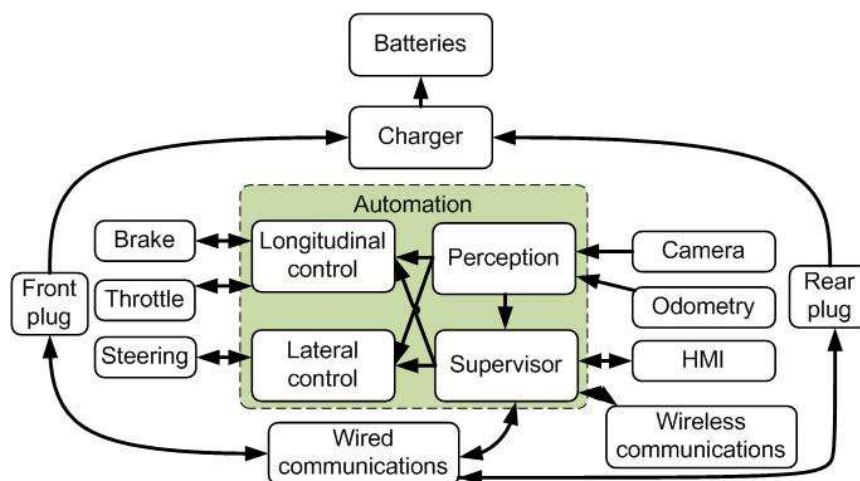 Batteries
Charger
Automation
Brake
Longitudinal
control
Perception
Camera
Front
plug
Throttle
Odometry
Rear
plug
Steering
Lateral
control
Supervisor
HMI
Wired
communications
Wireless
communications